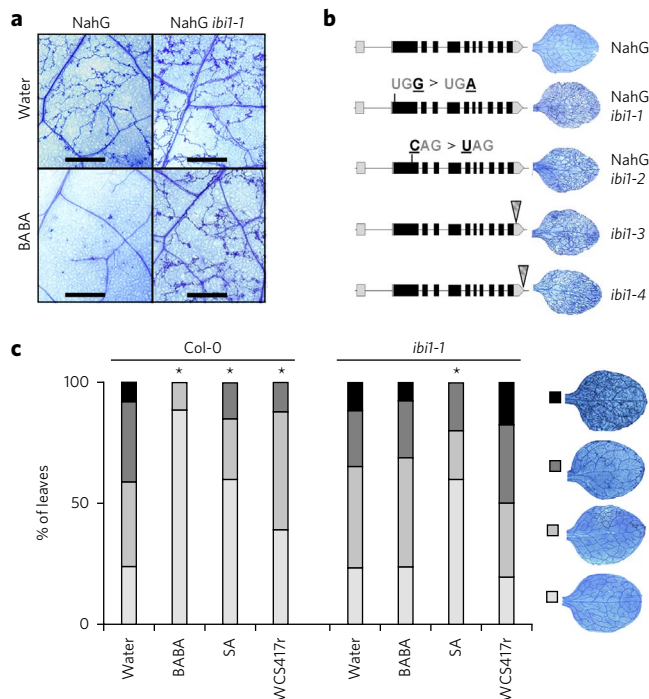 a
NahG
NahG ibi1-1
Water
BABA
b
NahG
UGG > UGA
NahG
ibi1-1
CAG > UAG
NahG
ibi1-2
ibi1-3
ibi1-4
c
Col-0
ibi1-1
* * *
*
100
50
0
% of leaves
Water
BABA
SA
WCS417r
Water
BABA
SA
WCS417r